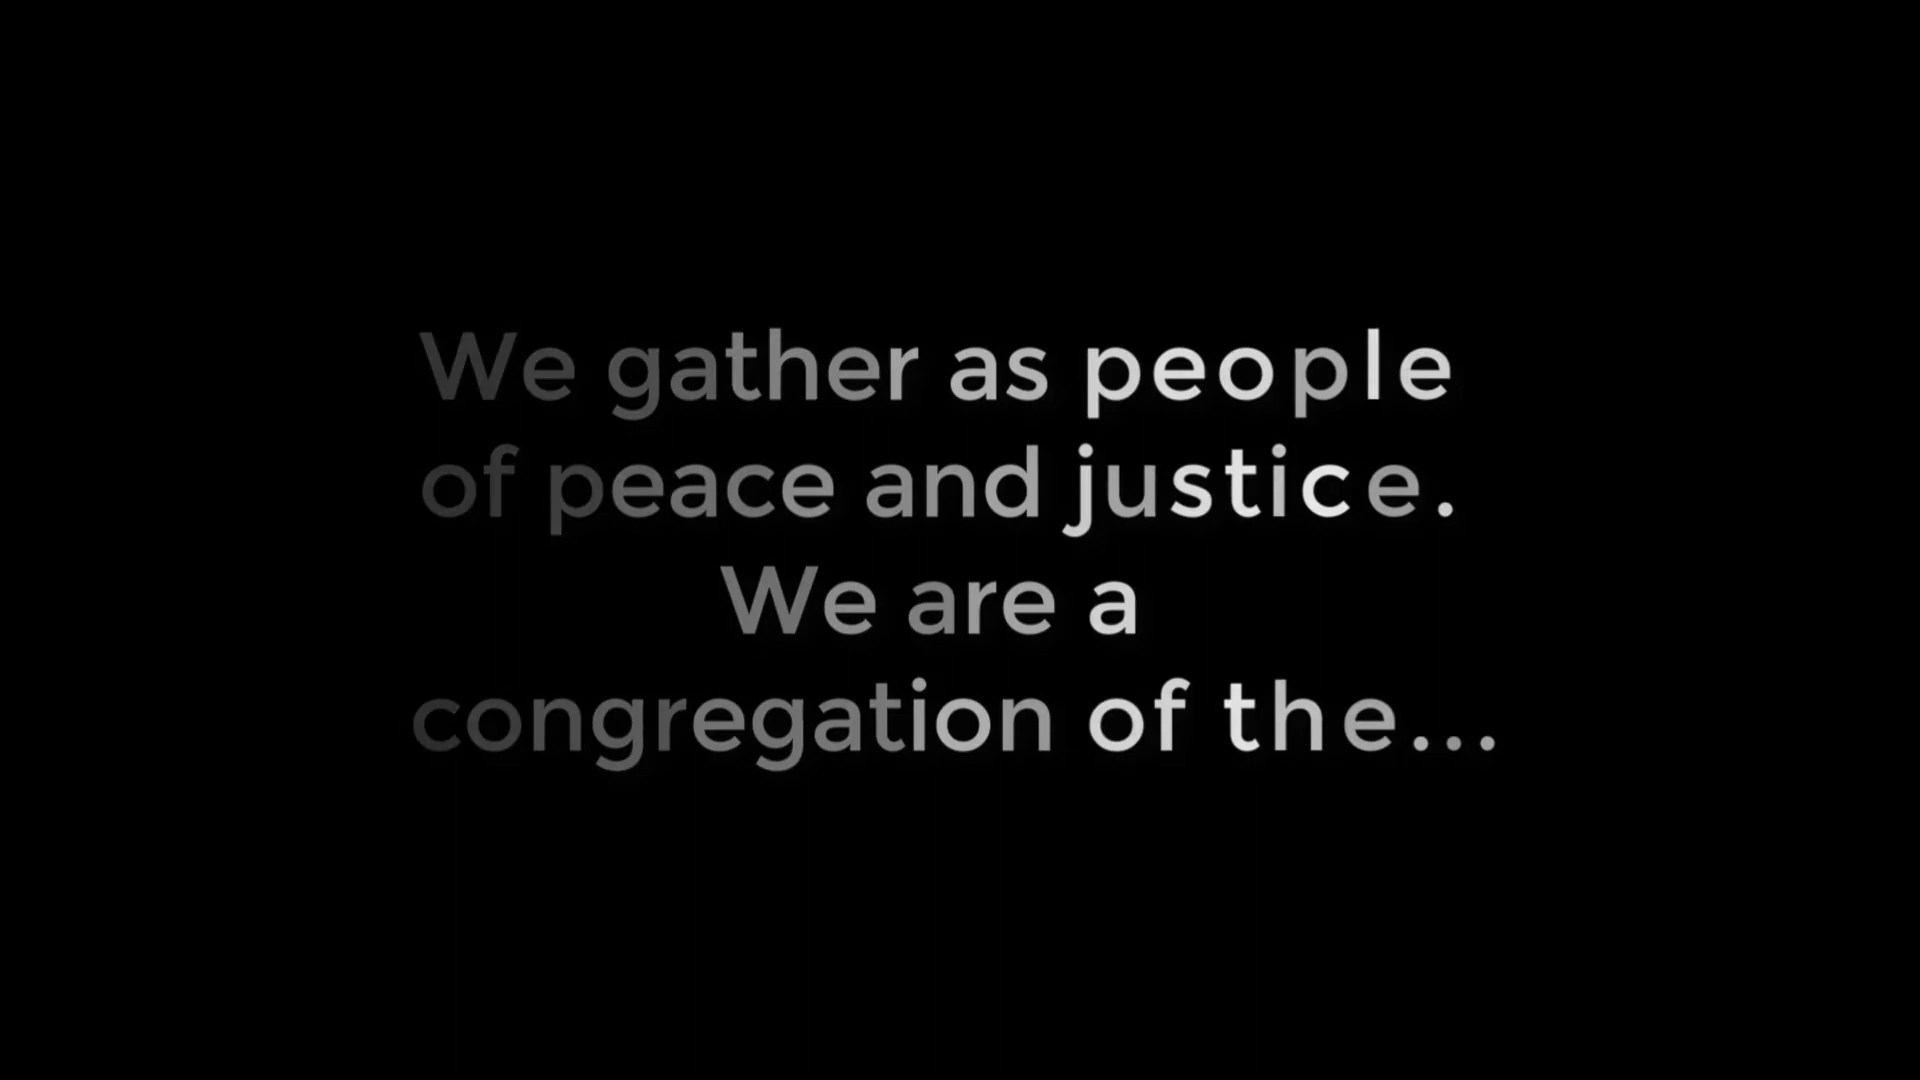 We gather as people
of peace and justice.
We are a
congregation of the...